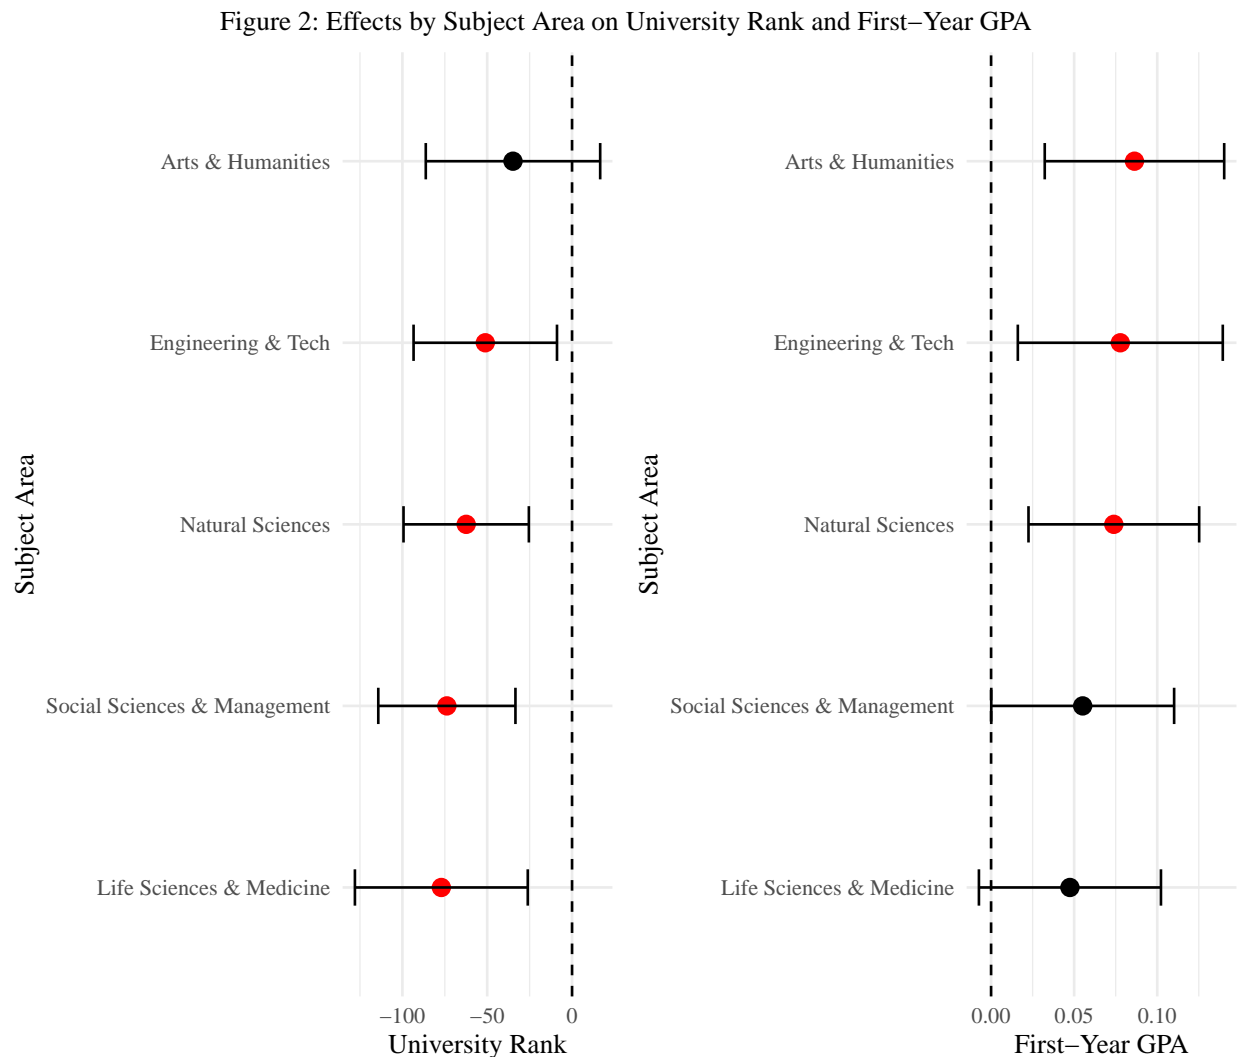 Figure 2: Effects by Subject Area on University Rank and First−Year GPA
Subject Area
Arts & Humanities
Engineering & Tech
Natural Sciences
Social Sciences & Management
Life Sciences & Medicine
−100 −50 0
University Rank
Subject Area
Arts & Humanities
Engineering & Tech
Natural Sciences
Social Sciences & Management
Life Sciences & Medicine
0.00 0.05 0.10
First−Year GPA